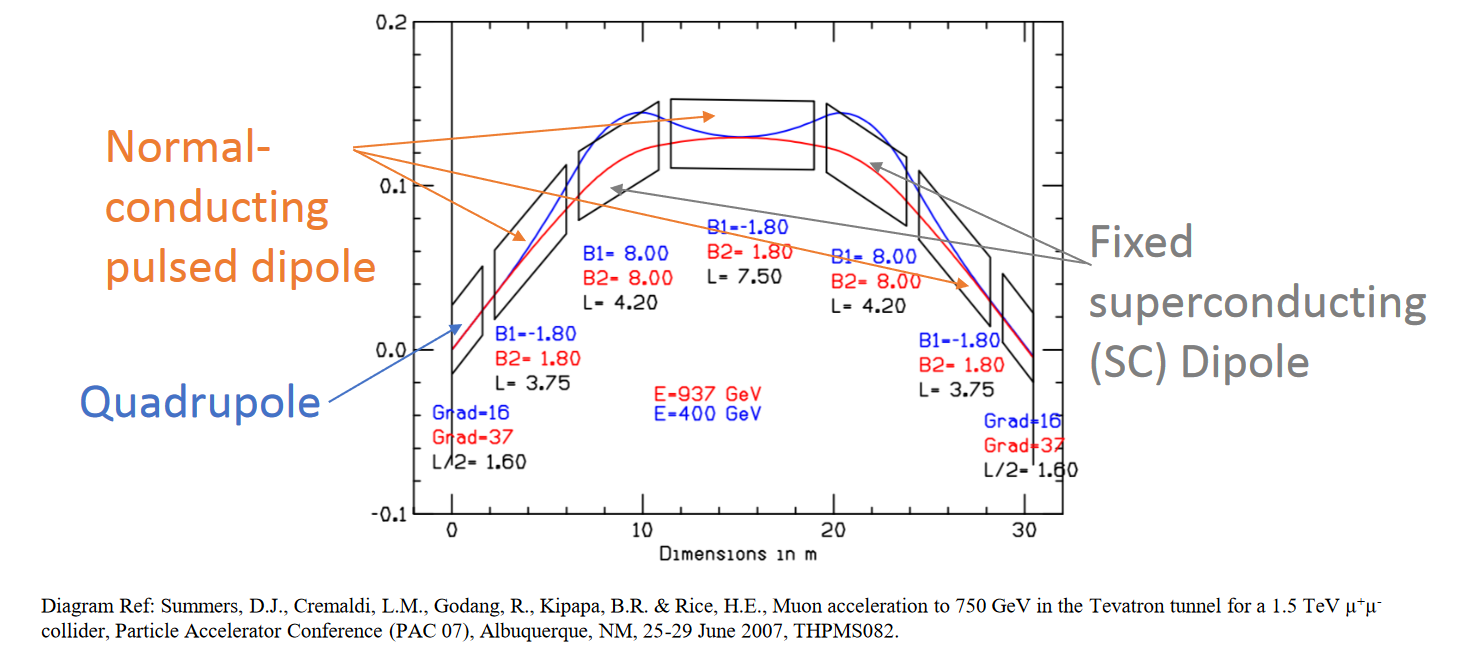 0.2
0.1
0.0
-0.1
0
10
20
30
Dimensions in m
Normal-
conducting
pulsed dipole
Quadrupole
Fixed
superconducting
(SC) Dipole
Grad=16
Grad=37
L/2= 1.60
B1=-1.80
B2= 1.80
L= 3.75
B1= 8.00
B2= 8.00
L= 4.20
B1=-1.80
B2= 1.80
L= 7.50
B1= 8.00
B2= 8.00
L= 4.20
B1=-1.80
B2= 1.80
L= 3.75
Grad=16
Grad=37
L/2= 1.60
E=937 GeV
E=400 GeV
Diagram Ref: Summers, D.J., Cremaldi, L.M., Godang, R., Kipapa, B.R. & Rice, H.E., Muon acceleration to 750 GeV in the Tevatron tunnel for a 1.5 TeV μ⁺μ⁻
collider, Particle Accelerator Conference (PAC 07), Albuquerque, NM, 25-29 June 2007, THPMS082.